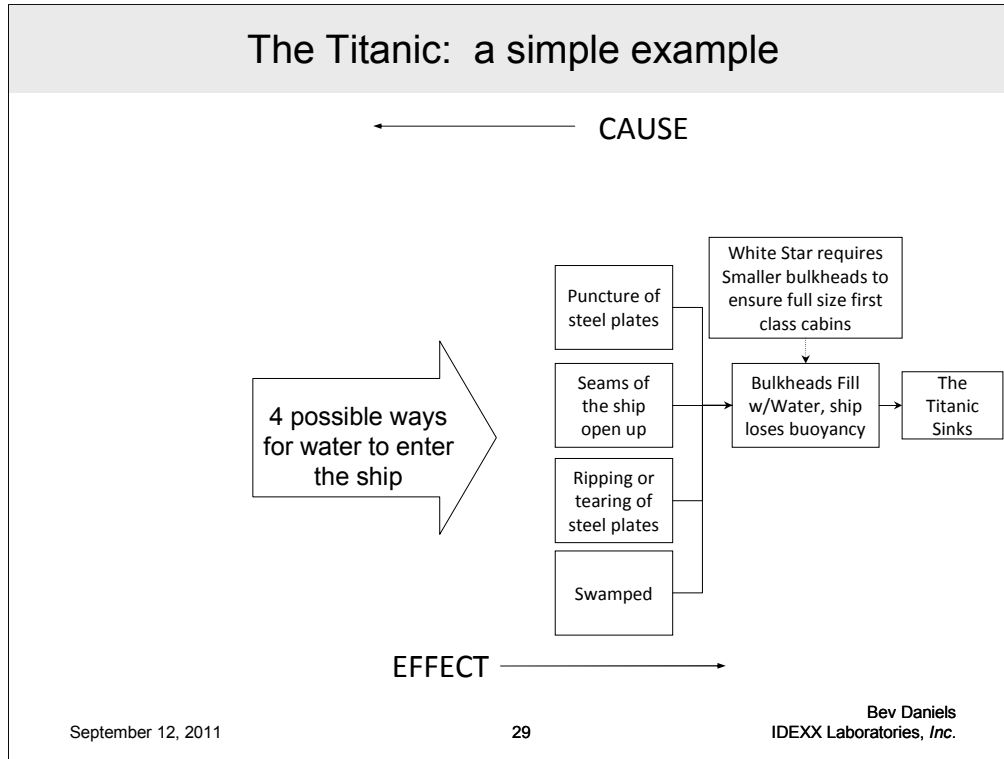 The Titanic:  a simple example
CAUSE
4 possible ways
for water to enter
the ship
Puncture of
steel plates
Seams of
the ship
open up
Ripping or
tearing of
steel plates
Swamped
White Star requires
Smaller bulkheads to
ensure full size first
class cabins
Bulkheads Fill
w/Water, ship
loses buoyancy
The
Titanic
Sinks
EFFECT
September 12, 2011
29
Bev Daniels
IDEXX Laboratories, Inc.